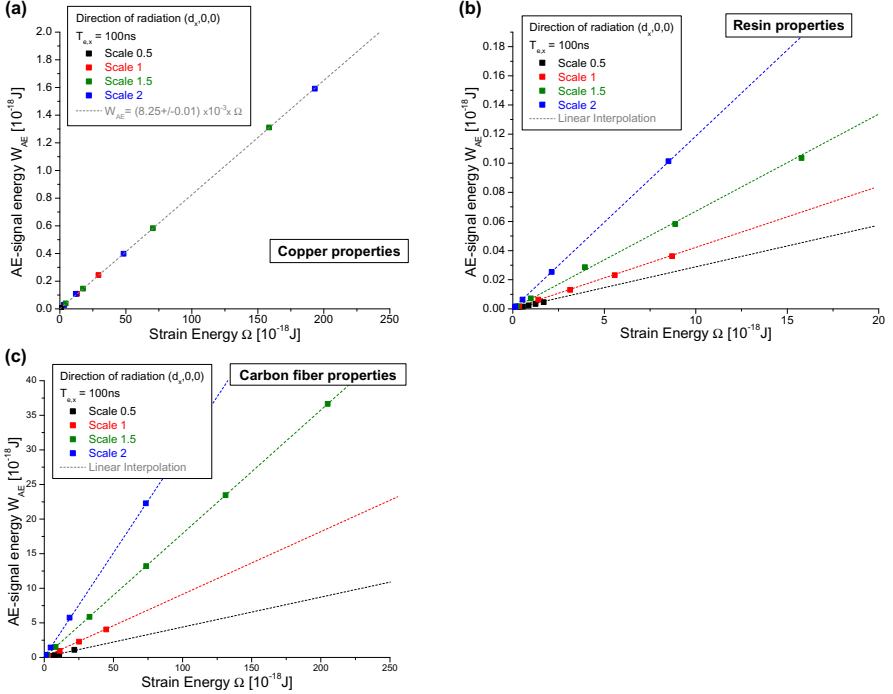 (a)
Direction of radiation (dx,0,0)
Te,x = 100ns
Scale 0.5
Scale 1
Scale 1.5
Scale 2
WAE= (8.25+/-0.01) x10-3x Ω
Copper properties
AE-signal energy WAE [10-18J]
2.0
1.8
1.6
1.4
1.2
1.0
0.8
0.6
0.4
0.2
0.0
0 50 100 150 200 250
Strain Energy Ω [10-18J]
(b)
Direction of radiation (dx,0,0)
Te,x = 100ns
Scale 0.5
Scale 1
Scale 1.5
Scale 2
Linear Interpolation
Resin properties
AE-signal energy WAE [10-18J]
0.18
0.16
0.14
0.12
0.10
0.08
0.06
0.04
0.02
0.00
0 5 10 15 20
Strain Energy Ω [10-18J]
(c)
Direction of radiation (dx,0,0)
Te,x = 100ns
Scale 0.5
Scale 1
Scale 1.5
Scale 2
Linear Interpolation
Carbon fiber properties
AE-signal energy WAE [10-18J]
40
35
30
25
20
15
10
5
0
0 50 100 150 200 250
Strain Energy Ω [10-18J]